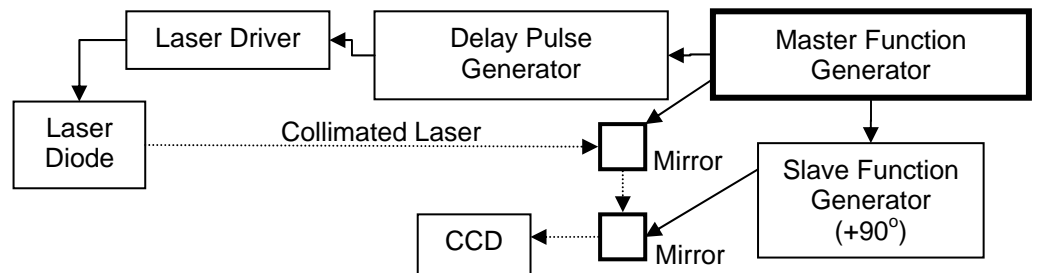 Laser Driver
Delay Pulse
Generator
Master Function
Generator
Laser
Diode
Collimated Laser
Mirror
Slave Function
Generator
(+90°)
CCD
Mirror